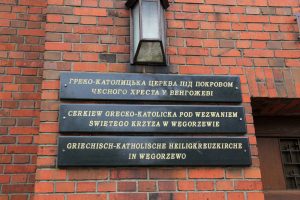 ГРЕКО-КАТОЛИЦЬКА ЦЕРКВА ПІД ПОКРОВОМ
ЧЕСНОГО ХРЕСТА У ВЕНГОЖЕВІ
CERKIEW GRECKO-KATOLICKA POD WEZWANIEM
ŚWIĘTEGO KRZYŻA W WĘGORZEWIE
GRIECHISCH-KATHOLISCHE HEILIGKREUZKIRCHE
IN WĘGORZEWO